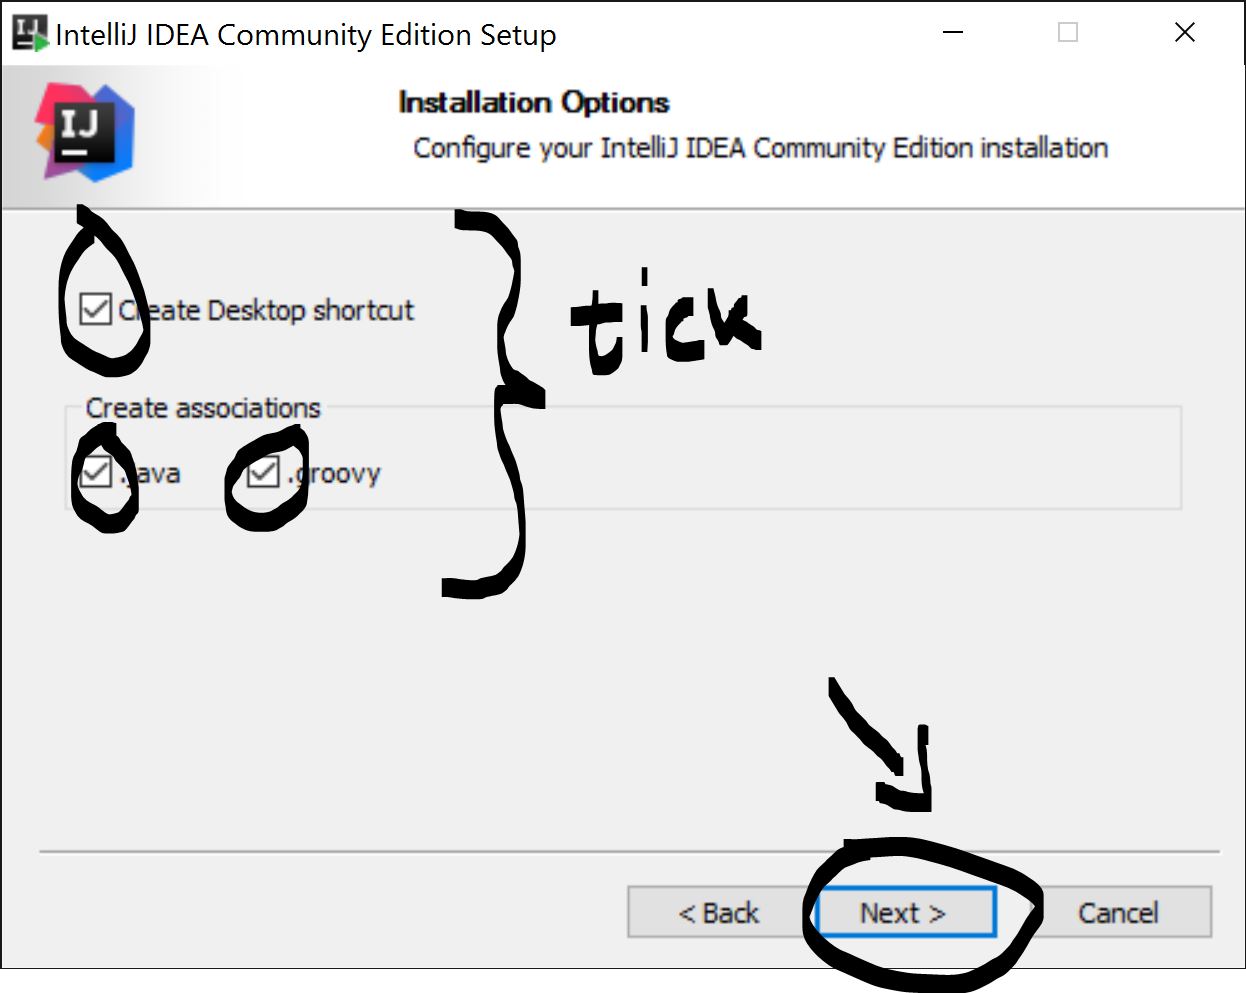 IJ IntelliJ IDEA Community Edition Setup
IJ
Installation Options
Configure your IntelliJ IDEA Community Edition installation
Create Desktop shortcut
tick
Create associations
.java .groovy
< Back Next > Cancel